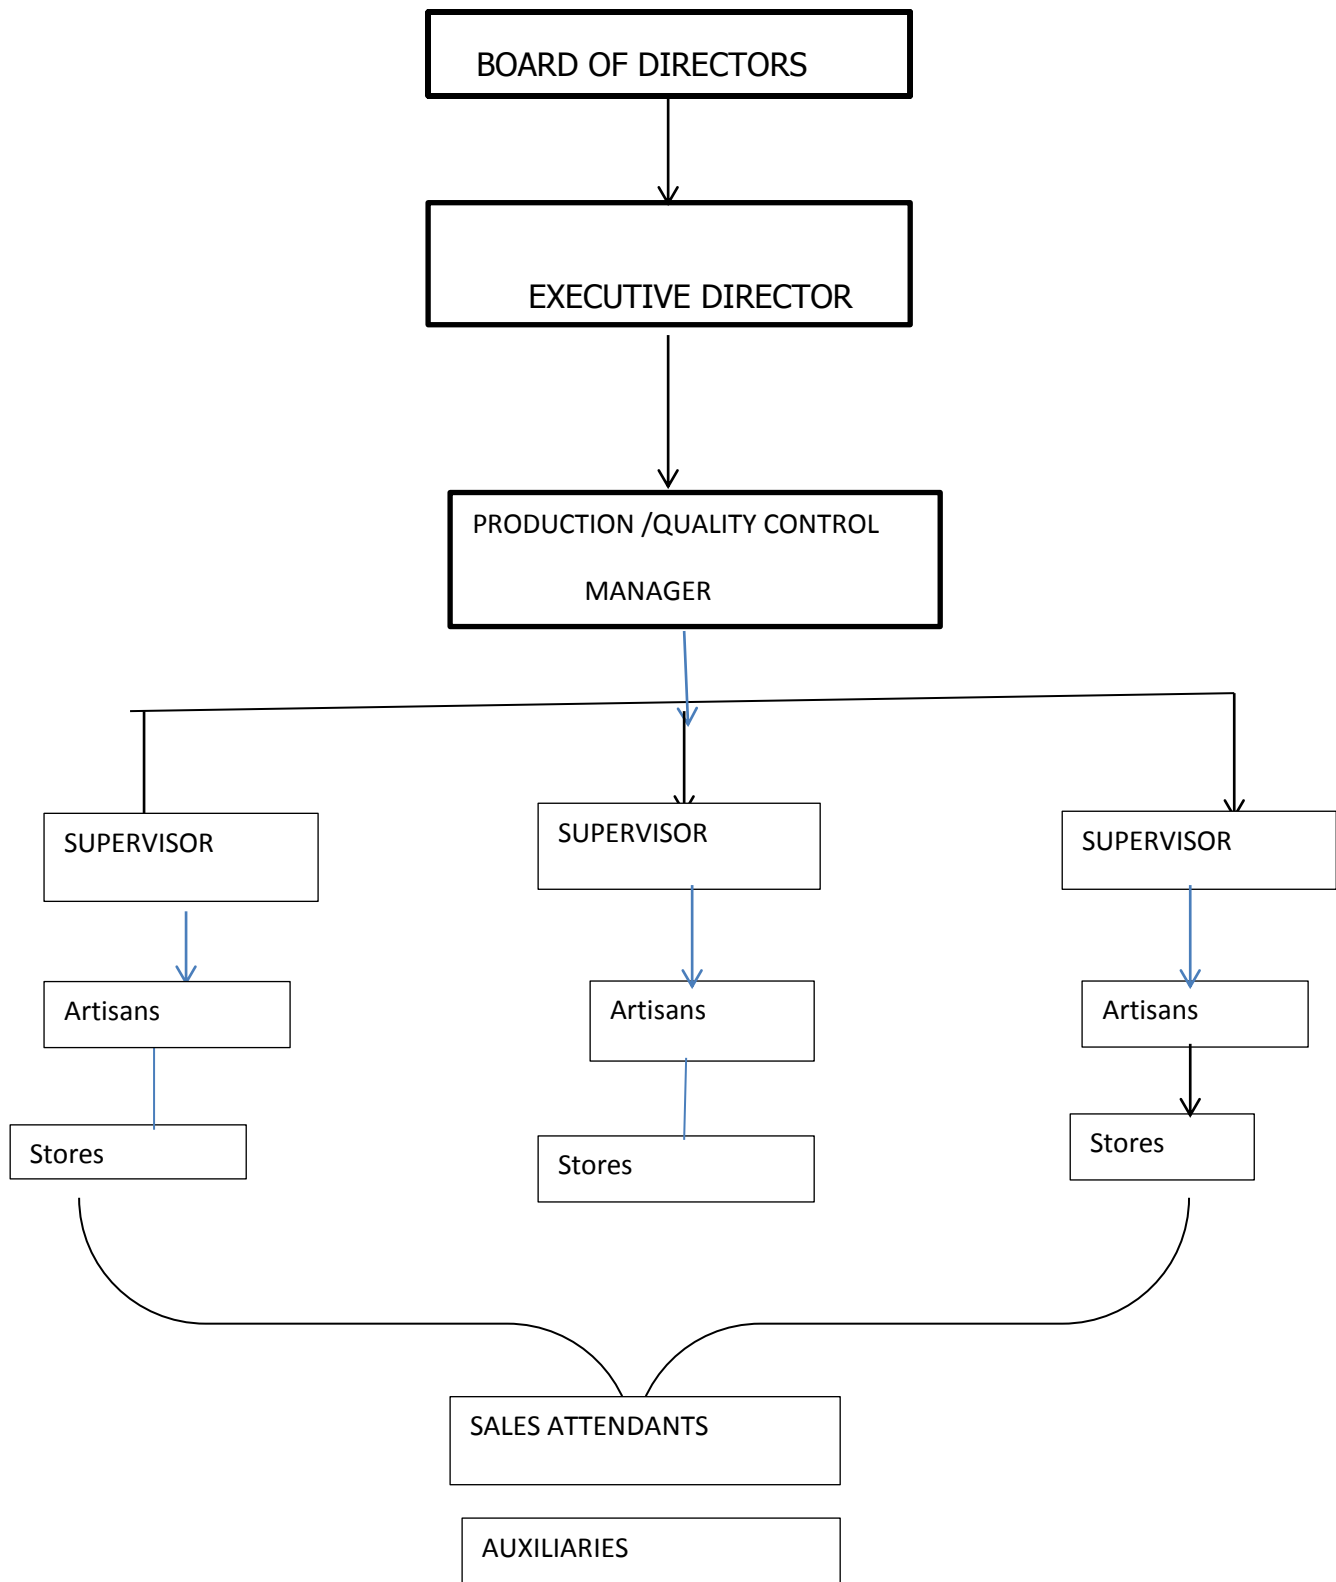 BOARD OF DIRECTORS
EXECUTIVE DIRECTOR
PRODUCTION /QUALITY CONTROL
MANAGER
SUPERVISOR
SUPERVISOR
SUPERVISOR
Artisans
Artisans
Artisans
Stores
Stores
Stores
SALES ATTENDANTS
AUXILIARIES